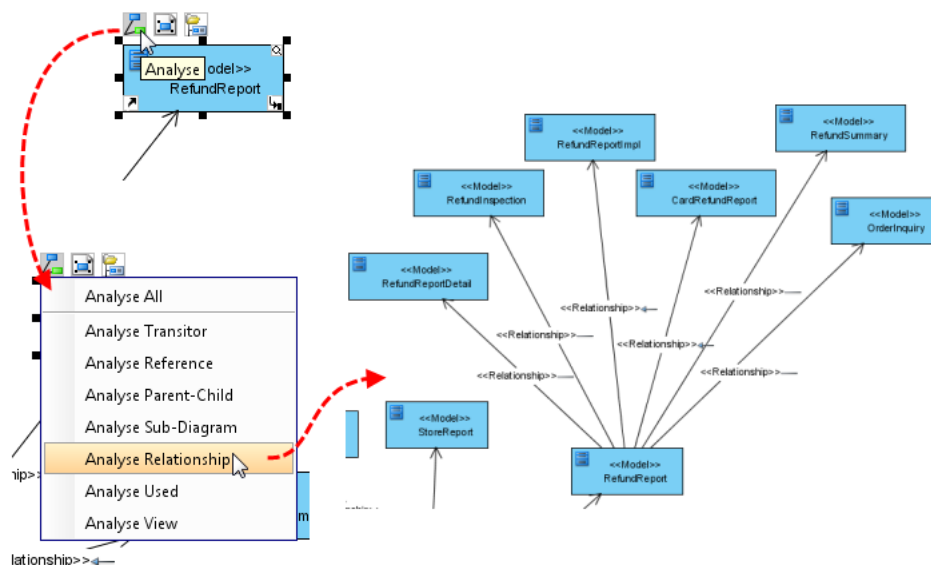 Analyse
odel>>
RefundReport
Analyse All
Analyse Transitor
Analyse Reference
Analyse Parent-Child
Analyse Sub-Diagram
Analyse Relationship
Analyse Used
Analyse View
ip>>
m
lationship>>
<<Model>>
RefundReportImpl
<<Model>>
RefundSummary
<<Model>>
RefundInspection
<<Model>>
CardRefundReport
<<Model>>
OrderInquiry
<<Model>>
RefundReportDetail
<<Relationship>>
<<Relationship>>
<<Relationship>>
<<Relationship>>
<<Relationship>>
<<Relationship>>
<<Model>>
StoreReport
<<Model>>
RefundReport